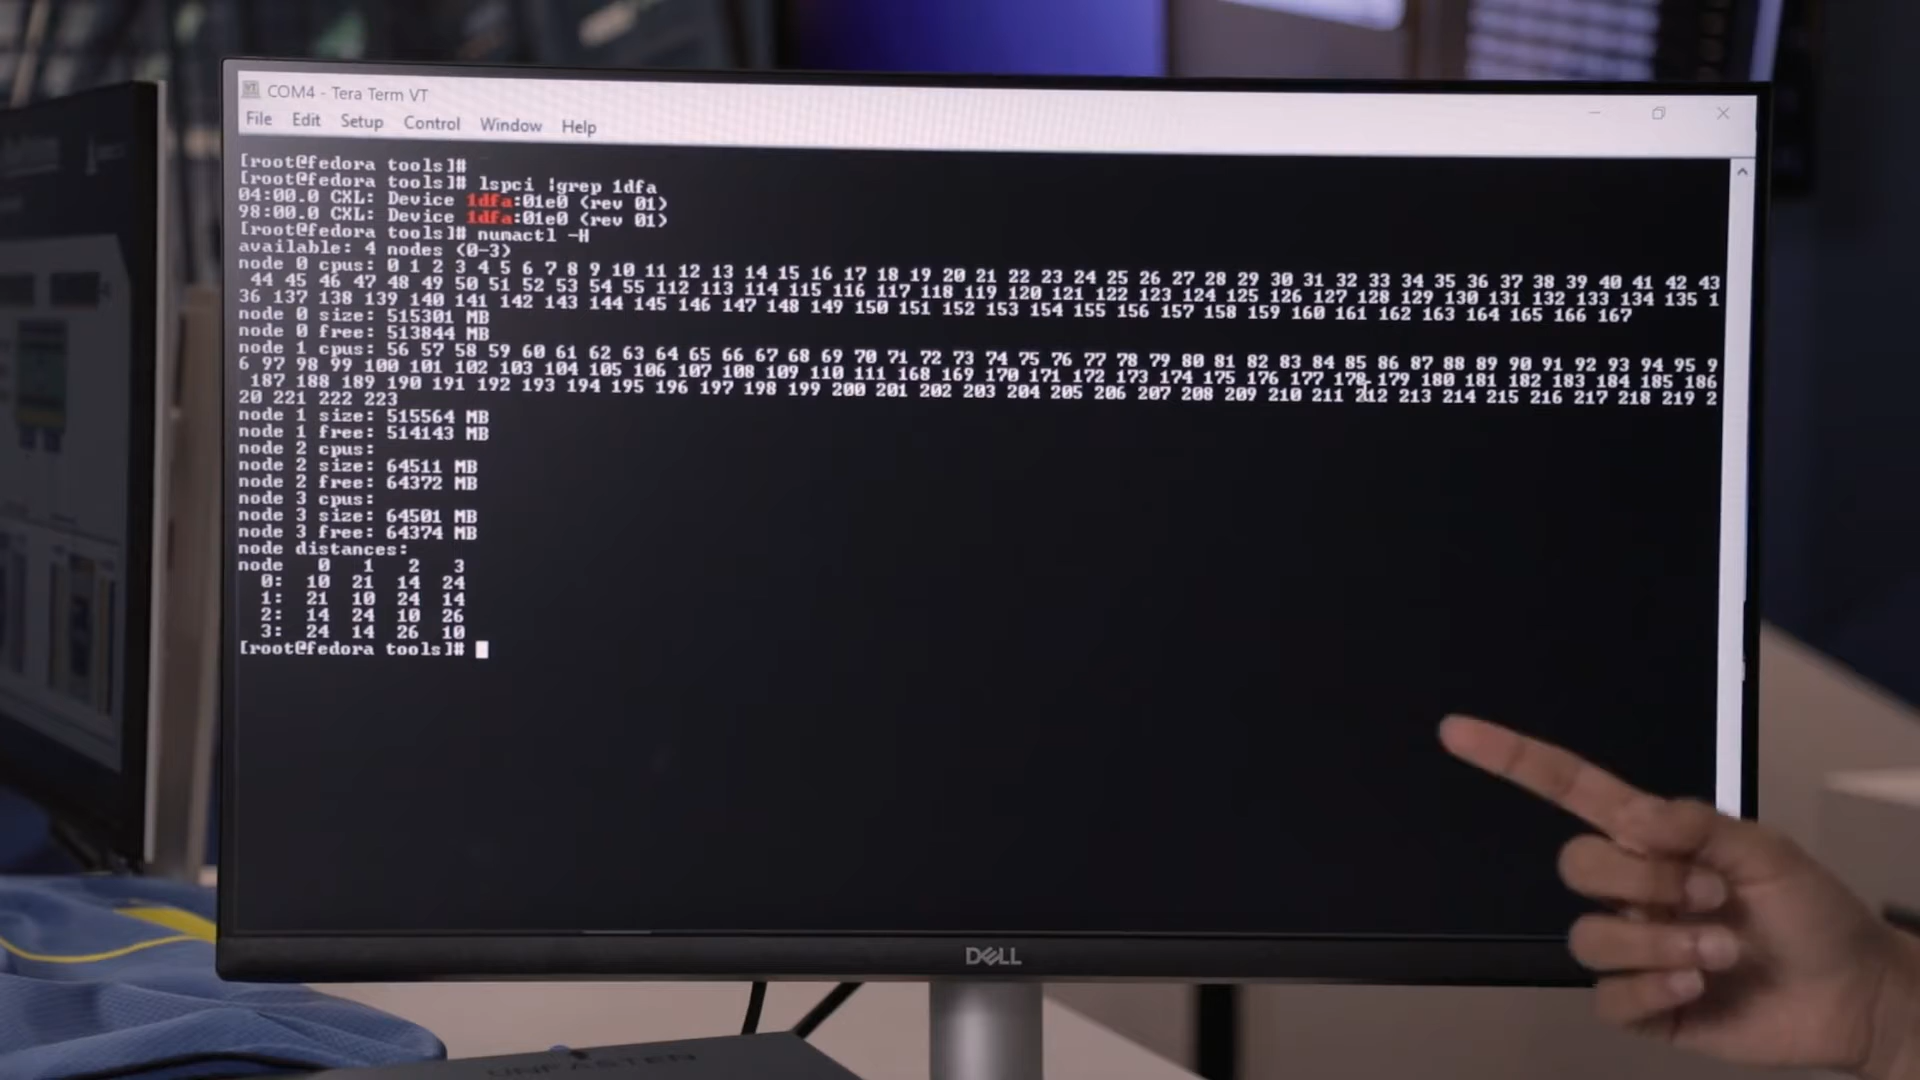 COM4 - Tera Term VT
File Edit Setup Control Window Help
[root@fedora tools]#
[root@fedora tools]# lspci |grep 1dfa
04:00.0 CXL: Device 1dfa:01e0 (rev 01)
98:00.0 CXL: Device 1dfa:01e0 (rev 01)
[root@fedora tools]# numactl -H
available: 4 nodes (0-3)
node 0 cpus: 0 1 2 3 4 5 6 7 8 9 10 11 12 13 14 15 16 17 18 19 20 21 22 23 24 25 26 27 28 29 30 31 32 33 34 35 36 37 38 39 40 41 42 43
44 45 46 47 48 49 50 51 52 53 54 55 112 113 114 115 116 117 118 119 120 121 122 123 124 125 126 127 128 129 130 131 132 133 134 135 1
36 137 138 139 140 141 142 143 144 145 146 147 148 149 150 151 152 153 154 155 156 157 158 159 160 161 162 163 164 165 166 167
node 0 size: 515301 MB
node 0 free: 513844 MB
node 1 cpus: 56 57 58 59 60 61 62 63 64 65 66 67 68 69 70 71 72 73 74 75 76 77 78 79 80 81 82 83 84 85 86 87 88 89 90 91 92 93 94 95 9
6 97 98 99 100 101 102 103 104 105 106 107 108 109 110 111 168 169 170 171 172 173 174 175 176 177 178 179 180 181 182 183 184 185 186
187 188 189 190 191 192 193 194 195 196 197 198 199 200 201 202 203 204 205 206 207 208 209 210 211 212 213 214 215 216 217 218 219 2
20 221 222 223
node 1 size: 515564 MB
node 1 free: 514143 MB
node 2 cpus:
node 2 size: 64511 MB
node 2 free: 64372 MB
node 3 cpus:
node 3 size: 64501 MB
node 3 free: 64374 MB
node distances:
node 0 1 2 3
0: 10 21 14 24
1: 21 10 24 14
2: 14 24 10 26
3: 24 14 26 10
[root@fedora tools]#
DELL